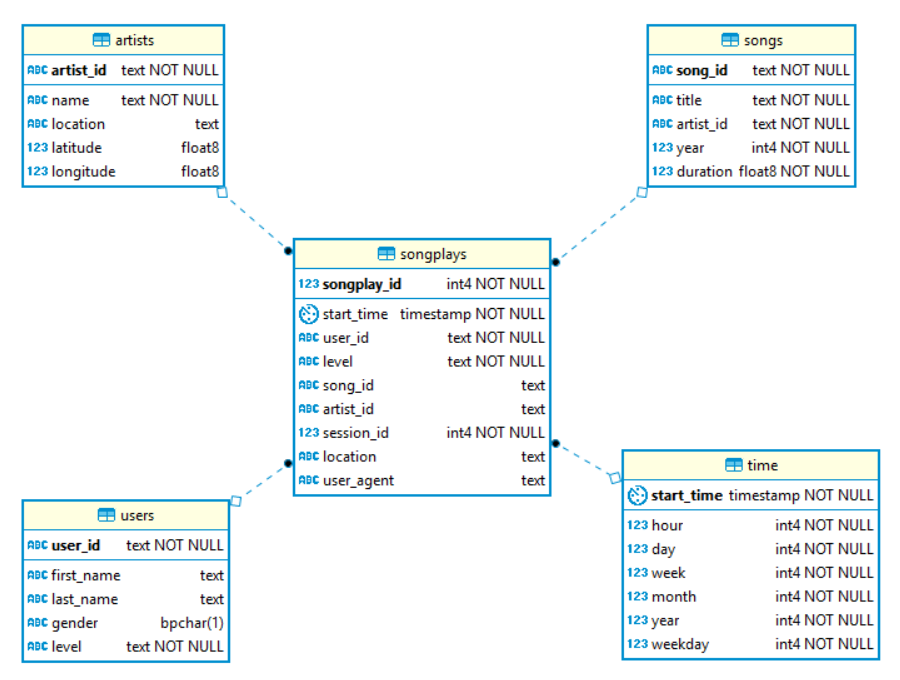 artists
ABC artist_id text NOT NULL
ABC name text NOT NULL
ABC location text
123 latitude float8
123 longitude float8
songs
ABC song_id text NOT NULL
ABC title text NOT NULL
ABC artist_id text NOT NULL
123 year int4 NOT NULL
123 duration float8 NOT NULL
songplays
123 songplay_id int4 NOT NULL
start_time timestamp NOT NULL
ABC user_id text NOT NULL
ABC level text NOT NULL
ABC song_id text
ABC artist_id text
123 session_id int4 NOT NULL
ABC location text
ABC user_agent text
users
ABC user_id text NOT NULL
ABC first_name text
ABC last_name text
ABC gender bpchar(1)
ABC level text NOT NULL
time
start_time timestamp NOT NULL
123 hour int4 NOT NULL
123 day int4 NOT NULL
123 week int4 NOT NULL
123 month int4 NOT NULL
123 year int4 NOT NULL
123 weekday int4 NOT NULL